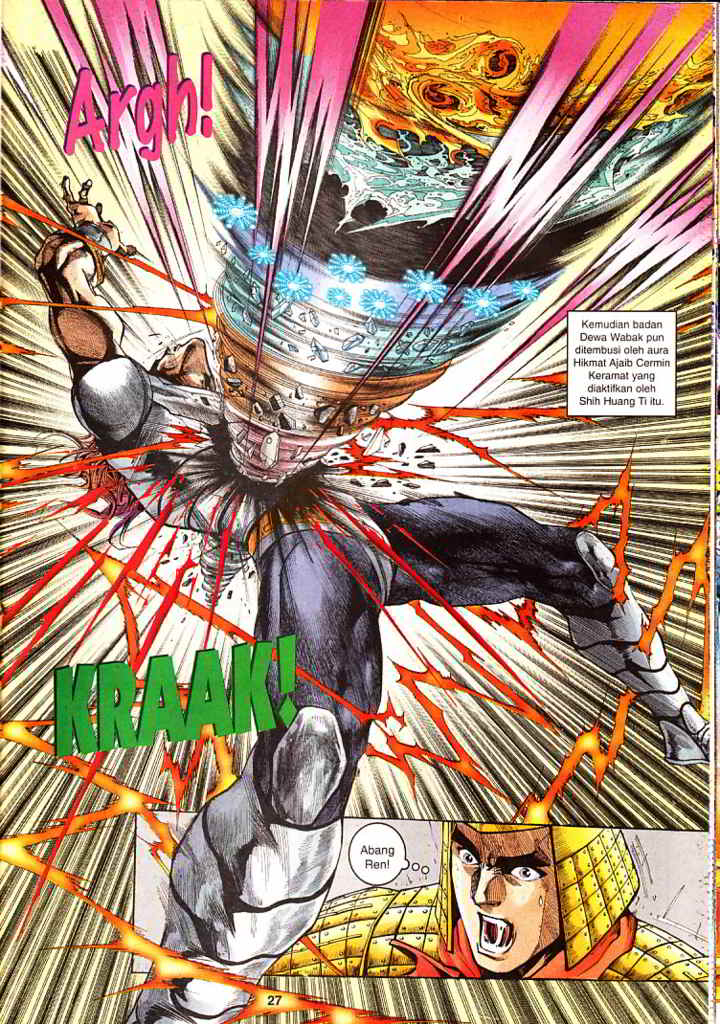 Argh!
Kemudian badan
Dewa Wabak pun
ditembusi oleh aura
Hikmat Ajaib Cermin
Keramat yang
diaktifkan oleh
Shih Huang Ti itu.
KRAAK!
Abang
Ren!
27